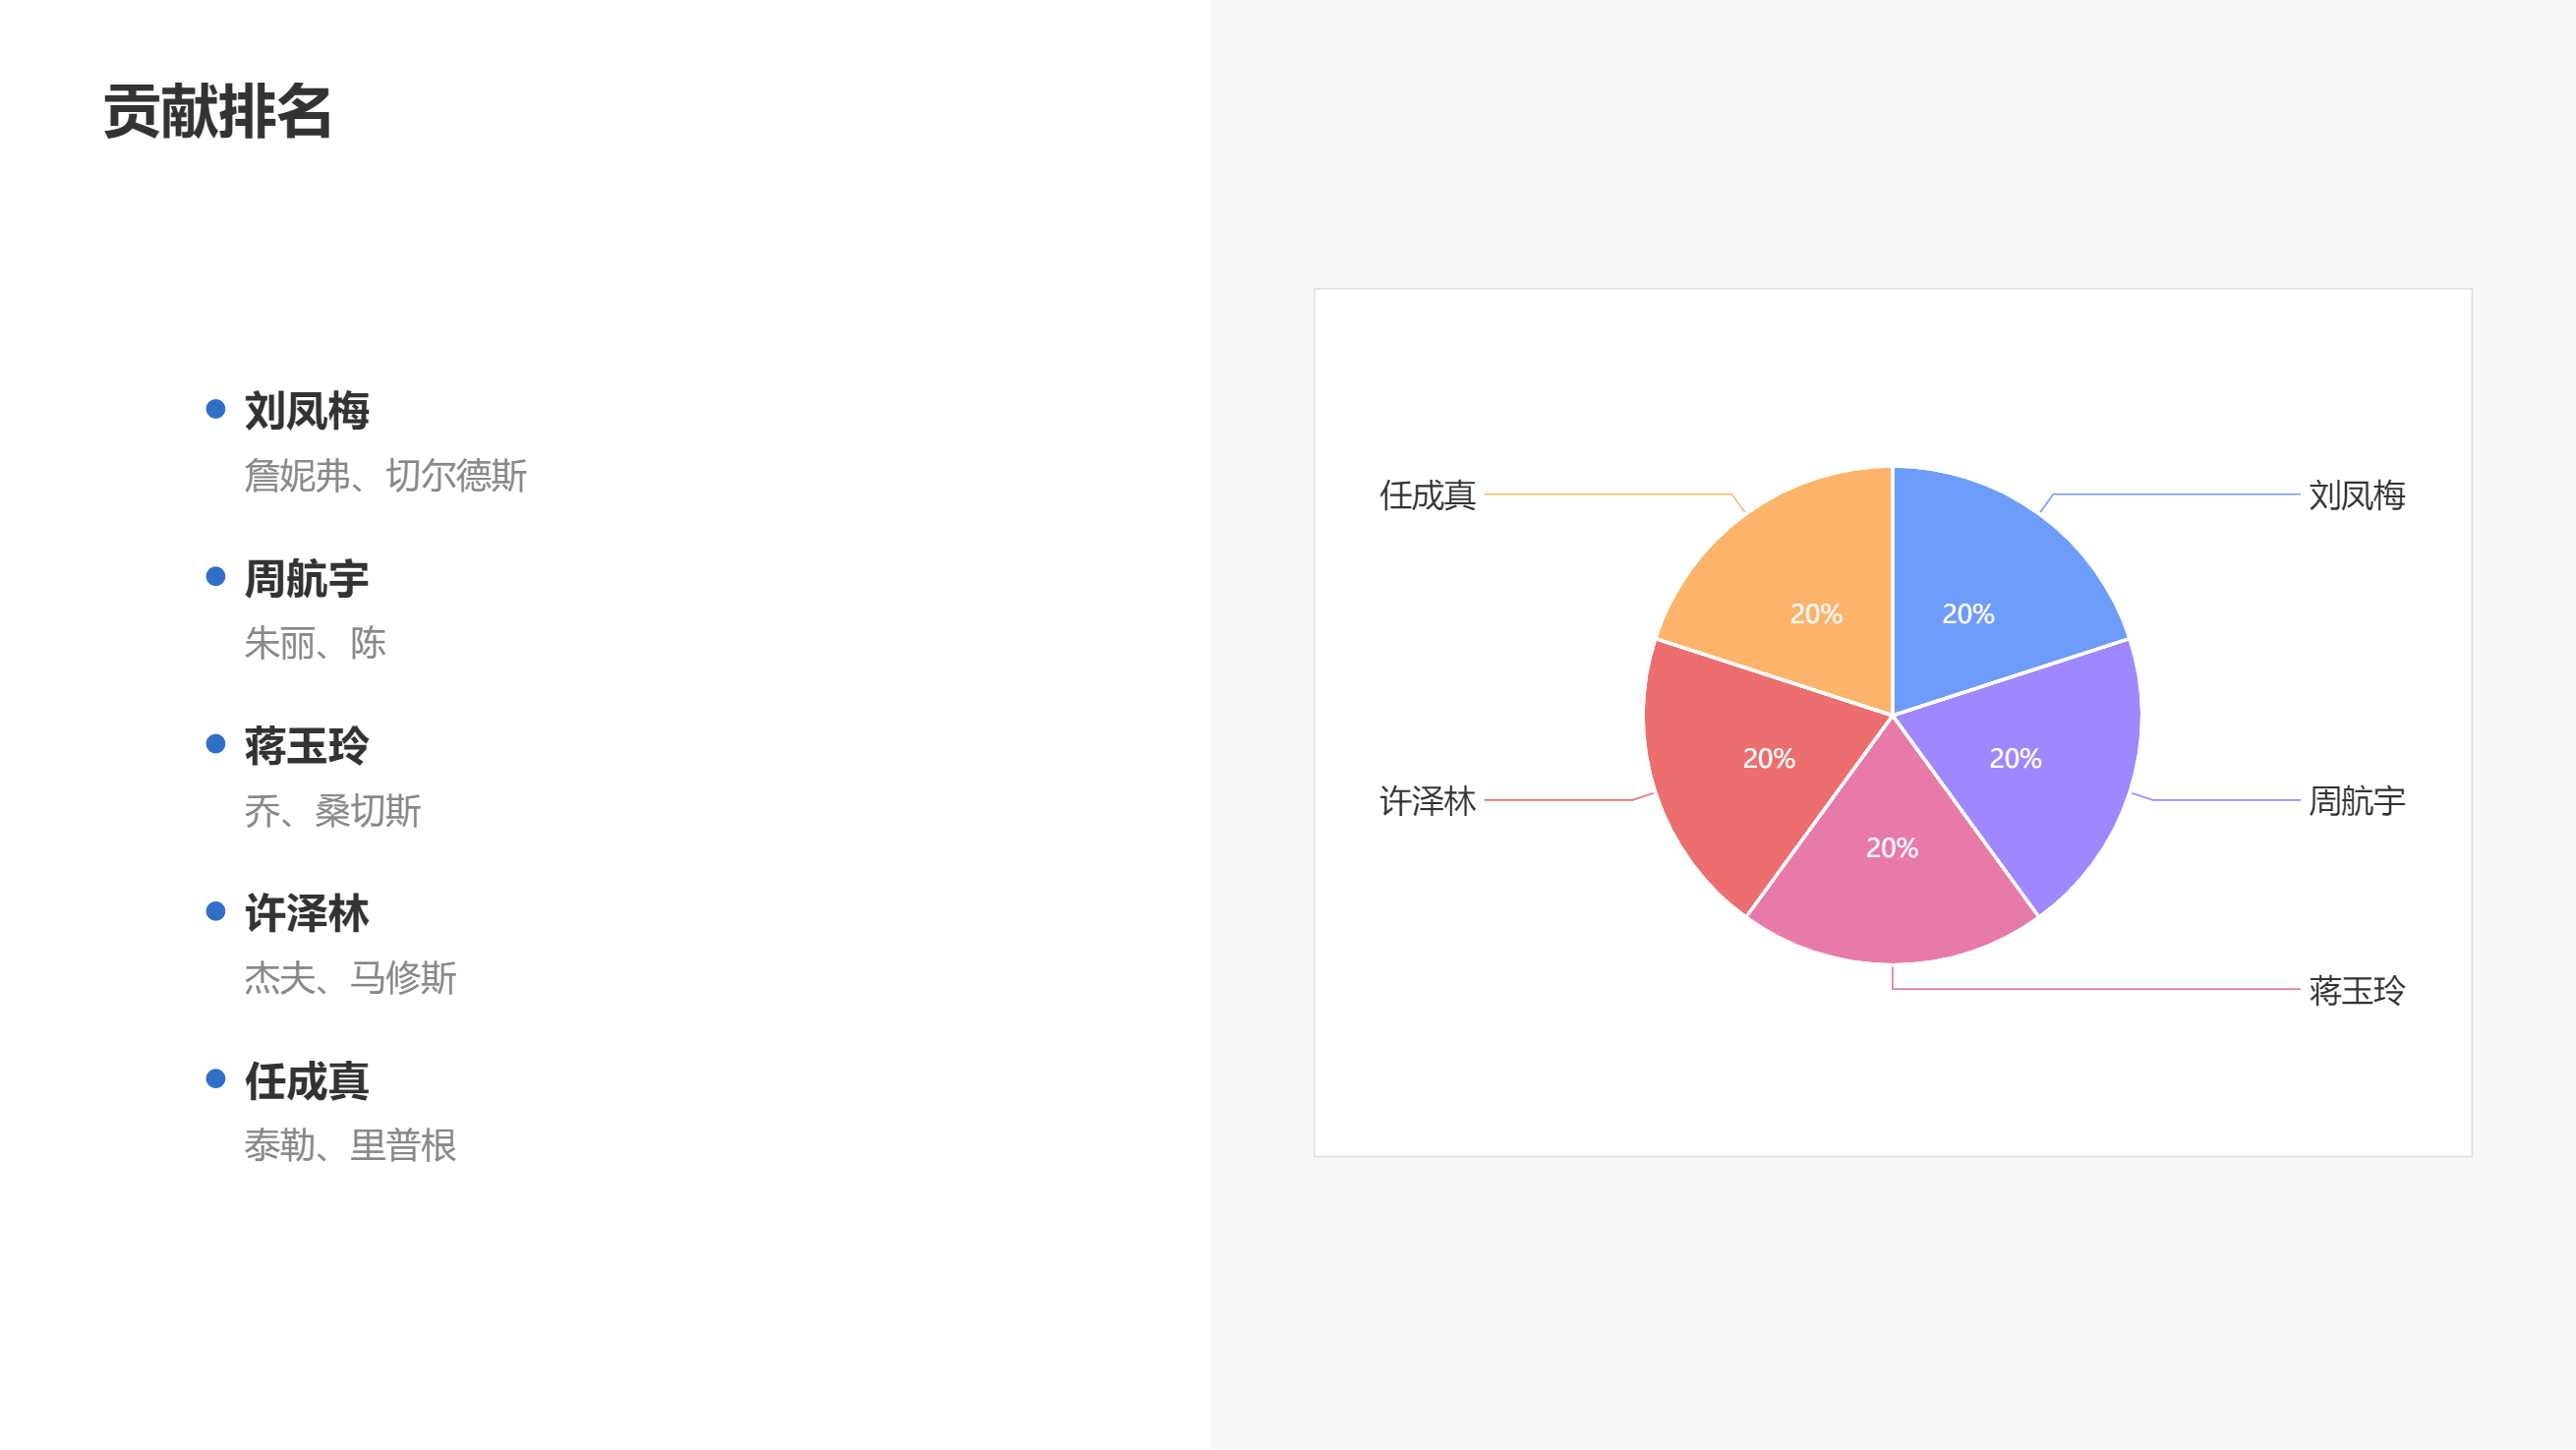 贡献排名
刘凤梅
詹妮弗、切尔德斯
周航宇
朱丽、陈
蒋玉玲
乔、桑切斯
许泽林
杰夫、马修斯
任成真
泰勒、里普根
任成真
刘凤梅
20%
20%
20%
20%
许泽林
周航宇
20%
蒋玉玲